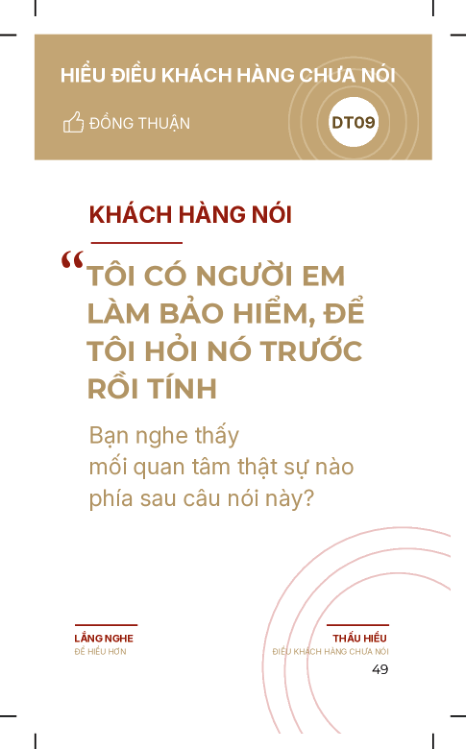 HIỂU ĐIỀU KHÁCH HÀNG CHƯA NÓI
ĐỒNG THUẬN
DT09
KHÁCH HÀNG NÓI
“TÔI CÓ NGƯỜI EM
LÀM BẢO HIỂM, ĐỂ
TÔI HỎI NÓ TRƯỚC
RỒI TÍNH
Bạn nghe thấy
mối quan tâm thật sự nào
phía sau câu nói này?
LẮNG NGHE
ĐỂ HIỂU HƠN
THẤU HIỂU
ĐIỀU KHÁCH HÀNG CHƯA NÓI
49